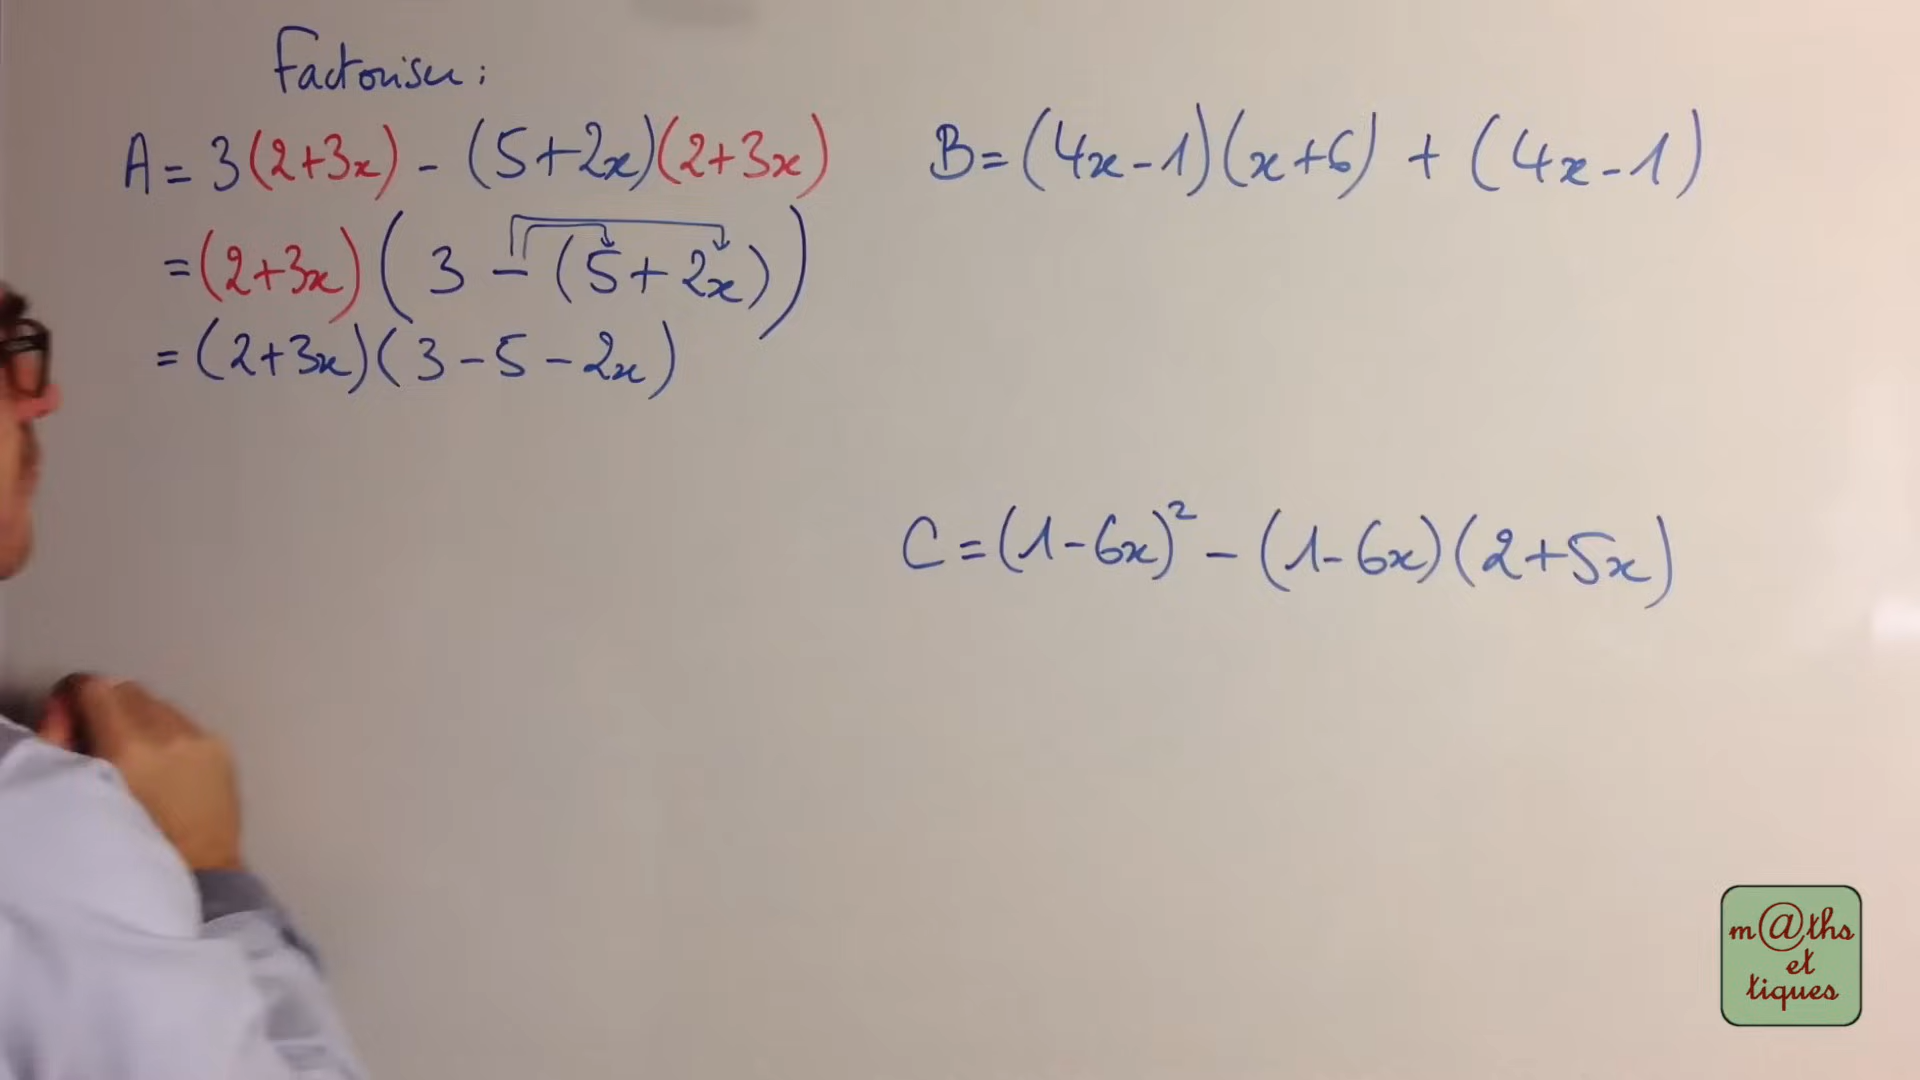 Factoriser :
A = 3(2+3x) - (5+2x)(2+3x)
= (2+3x)(3 - (5+2x))
= (2+3x)(3 - 5 - 2x)
B = (4x-1)(x+6) + (4x-1)
C = (1-6x)² - (1-6x)(2+5x)
m@ths
et
tiques